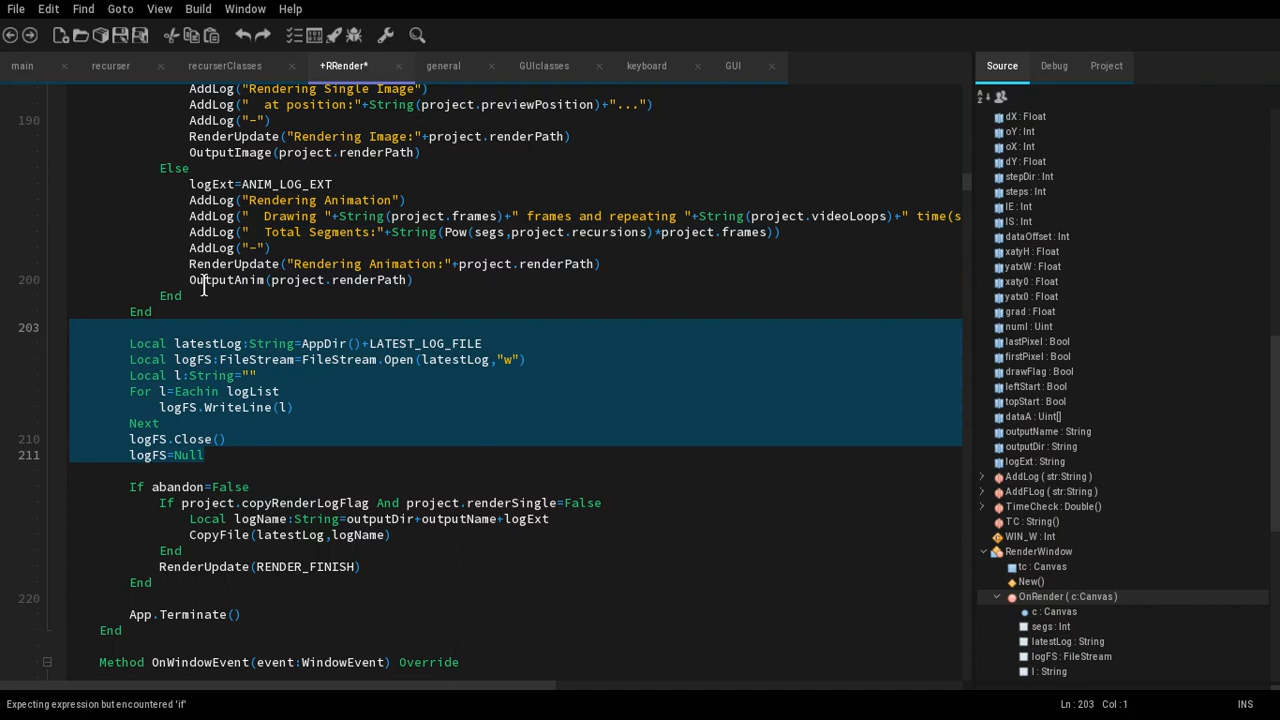 File Edit Find Goto View Build Window Help
main recurser recurserClasses +RRender* general GUIclasses keyboard GUI
AddLog("Rendering Single Image")
AddLog("  at position:"+String(project.previewPosition)+"...")
190 AddLog("-")
RenderUpdate("Rendering Image:"+project.renderPath)
OutputImage(project.renderPath)
Else
logExt=ANIM_LOG_EXT
AddLog("Rendering Animation")
AddLog("  Drawing "+String(project.frames)+" frames and repeating "+String(project.videoLoops)+" time(s
AddLog("  Total Segments:"+String(Pow(segs,project.recursions)*project.frames))
AddLog("-")
RenderUpdate("Rendering Animation:"+project.renderPath)
200 OutputAnim(project.renderPath)
End
End
203
Local latestLog:String=AppDir()+LATEST_LOG_FILE
Local logFS:FileStream=FileStream.Open(latestLog,"w")
Local l:String=""
For l=Eachin logList
logFS.WriteLine(l)
Next
210 logFS.Close()
211 logFS=Null
If abandon=False
If project.copyRenderLogFlag And project.renderSingle=False
Local logName:String=outputDir+outputName+logExt
CopyFile(latestLog,logName)
End
RenderUpdate(RENDER_FINISH)
End
220
App.Terminate()
End
Method OnWindowEvent(event:WindowEvent) Override
Source Debug Project
dX : Float
oY : Int
oX : Int
dY : Float
stepDir : Int
steps : Int
IE : Int
IS : Int
dataOffset : Int
xatyH : Int
yatxW : Int
xaty0 : Int
yatx0 : Int
grad : Float
numI : Uint
lastPixel : Bool
firstPixel : Bool
drawFlag : Bool
leftStart : Bool
topStart : Bool
dataA : Uint[]
outputName : String
outputDir : String
logExt : String
AddLog ( str:String )
AddFLog ( str:String )
TimeCheck : Double()
TC : String()
WIN_W : Int
RenderWindow
tc : Canvas
New()
OnRender ( c:Canvas )
c : Canvas
segs : Int
latestLog : String
logFS : FileStream
l : String
Expecting expression but encountered 'if' Ln : 203 Col : 1 INS